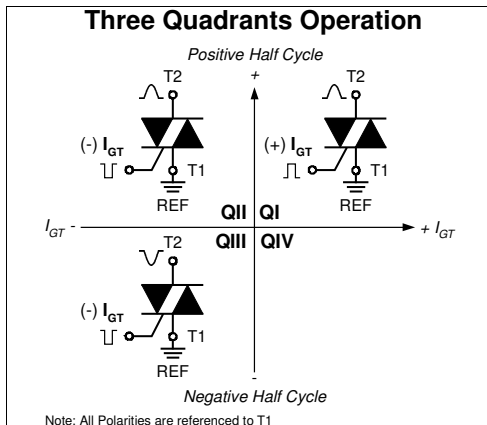 Three Quadrants Operation
Positive Half Cycle
T2
+
T2
(-) IGT
T1
REF
(+) IGT
T1
REF
QII QI
IGT -
+ IGT
QIII QIV
T2
(-) IGT
T1
REF
-
Negative Half Cycle
Note: All Polarities are referenced to T1